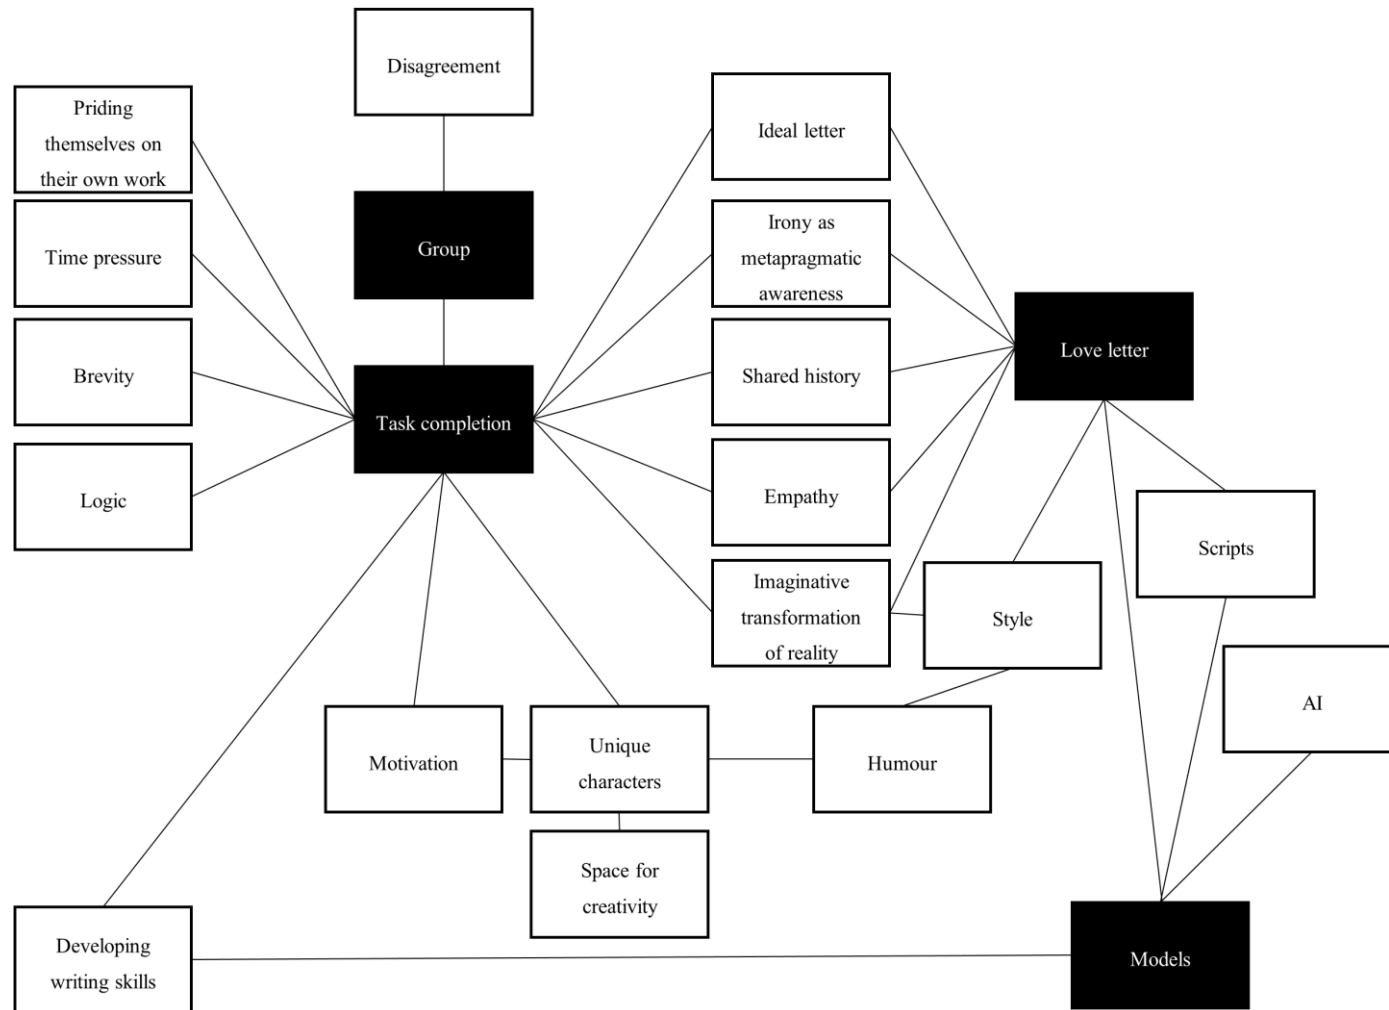 Disagreement
Priding
themselves on
their own work
Ideal letter
Time pressure
Group
Irony as
metapragmatic
awareness
Love letter
Brevity
Shared history
Task completion
Logic
Empathy
Scripts
Imaginative
transformation
of reality
Style
AI
Motivation
Unique
characters
Humour
Space for
creativity
Developing
writing skills
Models